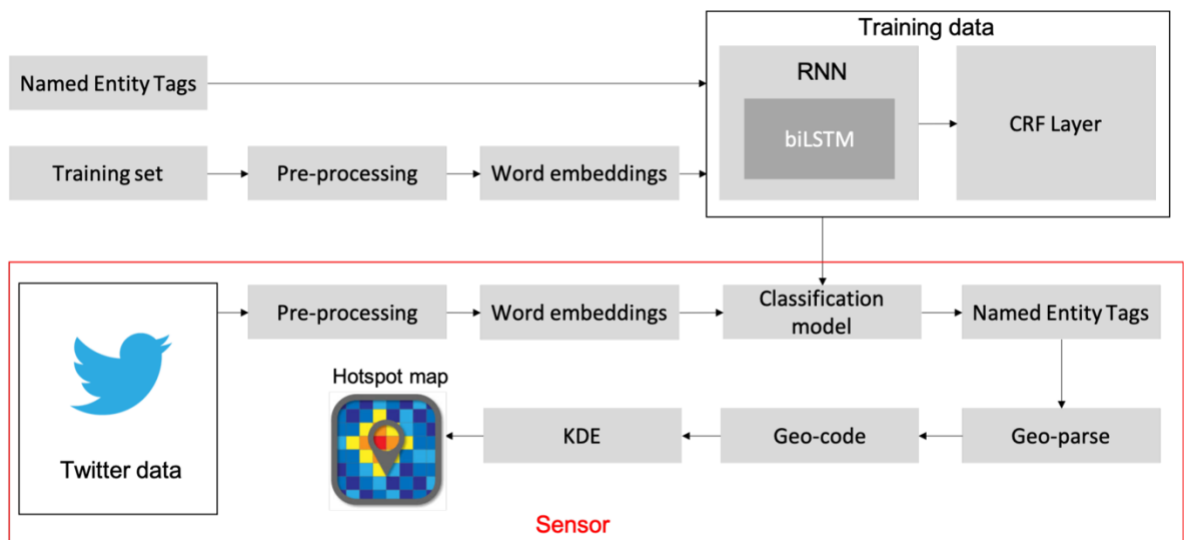 Training data
Named Entity Tags
RNN
biLSTM
CRF Layer
Training set
Pre-processing
Word embeddings
Pre-processing
Word embeddings
Classification
model
Named Entity Tags
Twitter data
Hotspot map
KDE
Geo-code
Geo-parse
Sensor